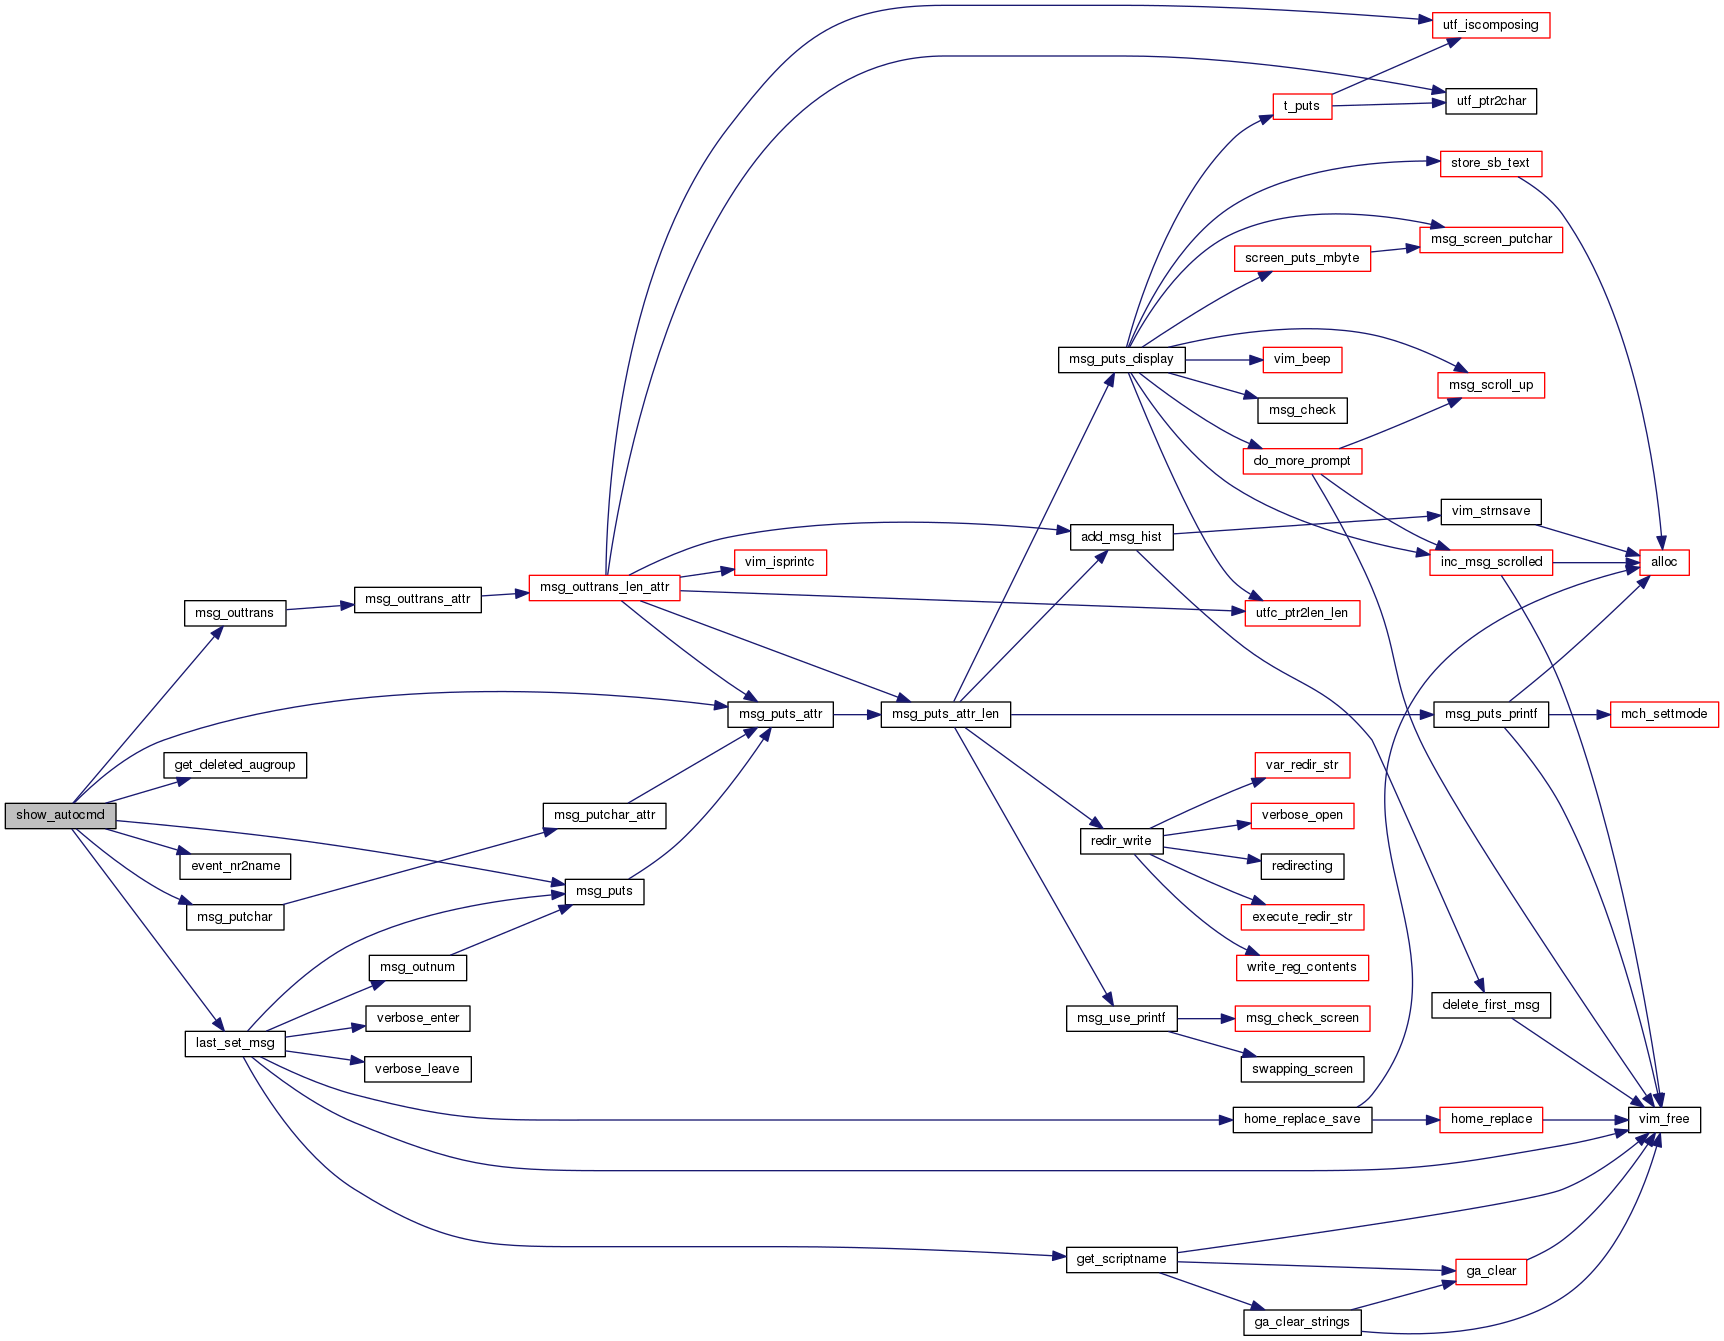 utf_iscomposing
t_puts
utf_ptr2char
store_sb_text
msg_screen_putchar
screen_puts_mbyte
msg_puts_display
vim_beep
msg_scroll_up
msg_check
do_more_prompt
vim_strnsave
add_msg_hist
vim_isprintc
inc_msg_scrolled
alloc
msg_outtrans_len_attr
msg_outtrans_attr
msg_outtrans
utfc_ptr2len_len
msg_puts_attr
msg_puts_attr_len
msg_puts_printf
mch_settmode
get_deleted_augroup
var_redir_str
show_autocmd
msg_putchar_attr
verbose_open
redir_write
event_nr2name
redirecting
msg_puts
msg_putchar
execute_redir_str
msg_outnum
write_reg_contents
delete_first_msg
verbose_enter
msg_use_printf
msg_check_screen
last_set_msg
verbose_leave
swapping_screen
home_replace_save
home_replace
vim_free
get_scriptname
ga_clear
ga_clear_strings